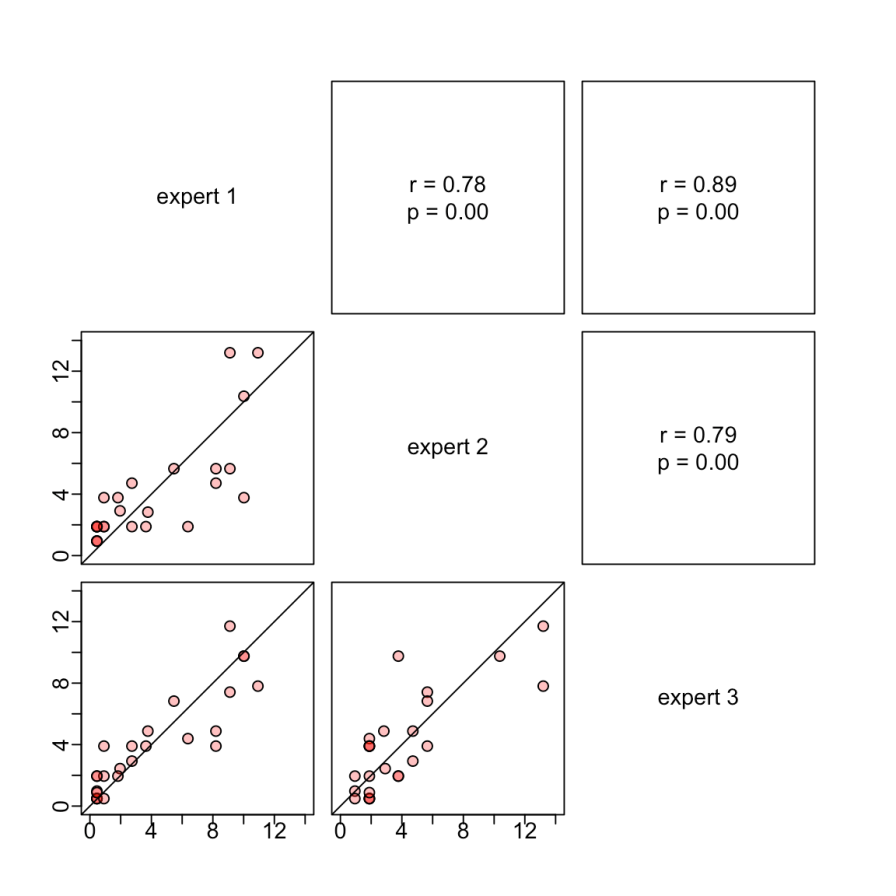 r = 0.78
p = 0.00
r = 0.89
p = 0.00
expert 1
12
8
4
0
expert 2
r = 0.79
p = 0.00
12
8
4
0
expert 3
0 4 8 12
0 4 8 12